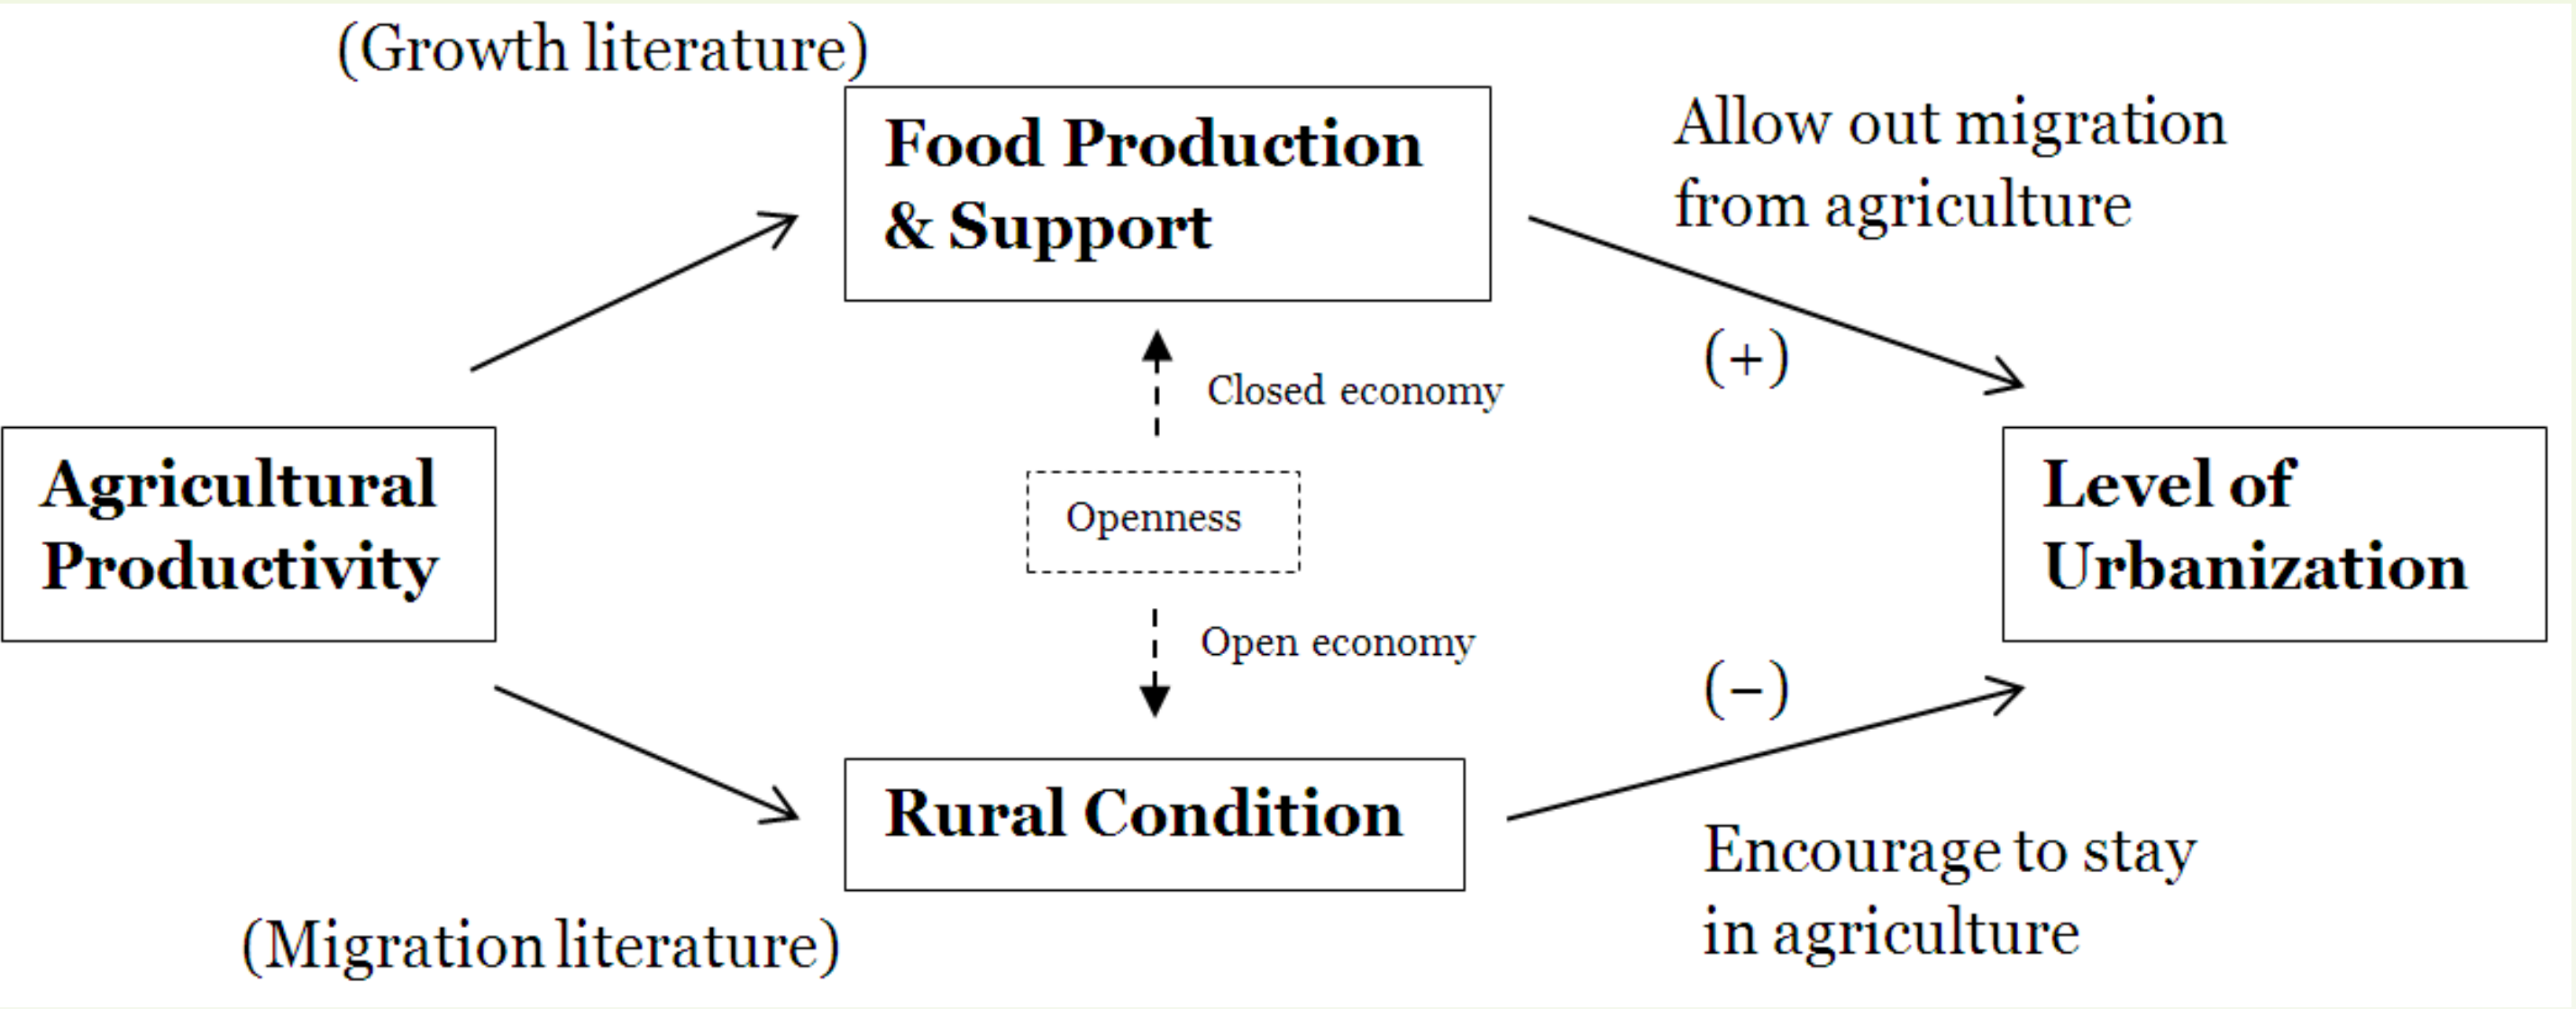 (Growth literature)
Food Production
& Support
Allow out migration
from agriculture
(+)
Closed economy
Agricultural
Productivity
Openness
Level of
Urbanization
Open economy
(–)
Rural Condition
Encourage to stay
in agriculture
(Migration literature)